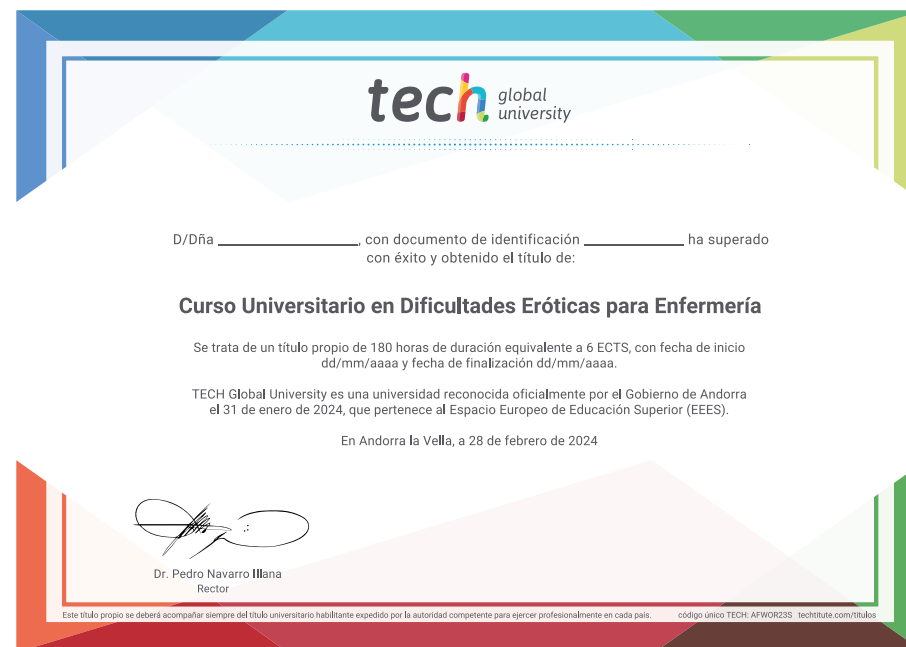 tech global university
D/Dña ____________________, con documento de identificación ______________ ha superado
con éxito y obtenido el título de:
Curso Universitario en Dificultades Eróticas para Enfermería
Se trata de un título propio de 180 horas de duración equivalente a 6 ECTS, con fecha de inicio
dd/mm/aaaa y fecha de finalización dd/mm/aaaa.
TECH Global University es una universidad reconocida oficialmente por el Gobierno de Andorra
el 31 de enero de 2024, que pertenece al Espacio Europeo de Educación Superior (EEES).
En Andorra la Vella, a 28 de febrero de 2024
Dr. Pedro Navarro Illana
Rector
Este título propio se deberá acompañar siempre del título universitario habilitante expedido por la autoridad competente para ejercer profesionalmente en cada país. código único TECH: AFWOR23S techtitute.com/titulos